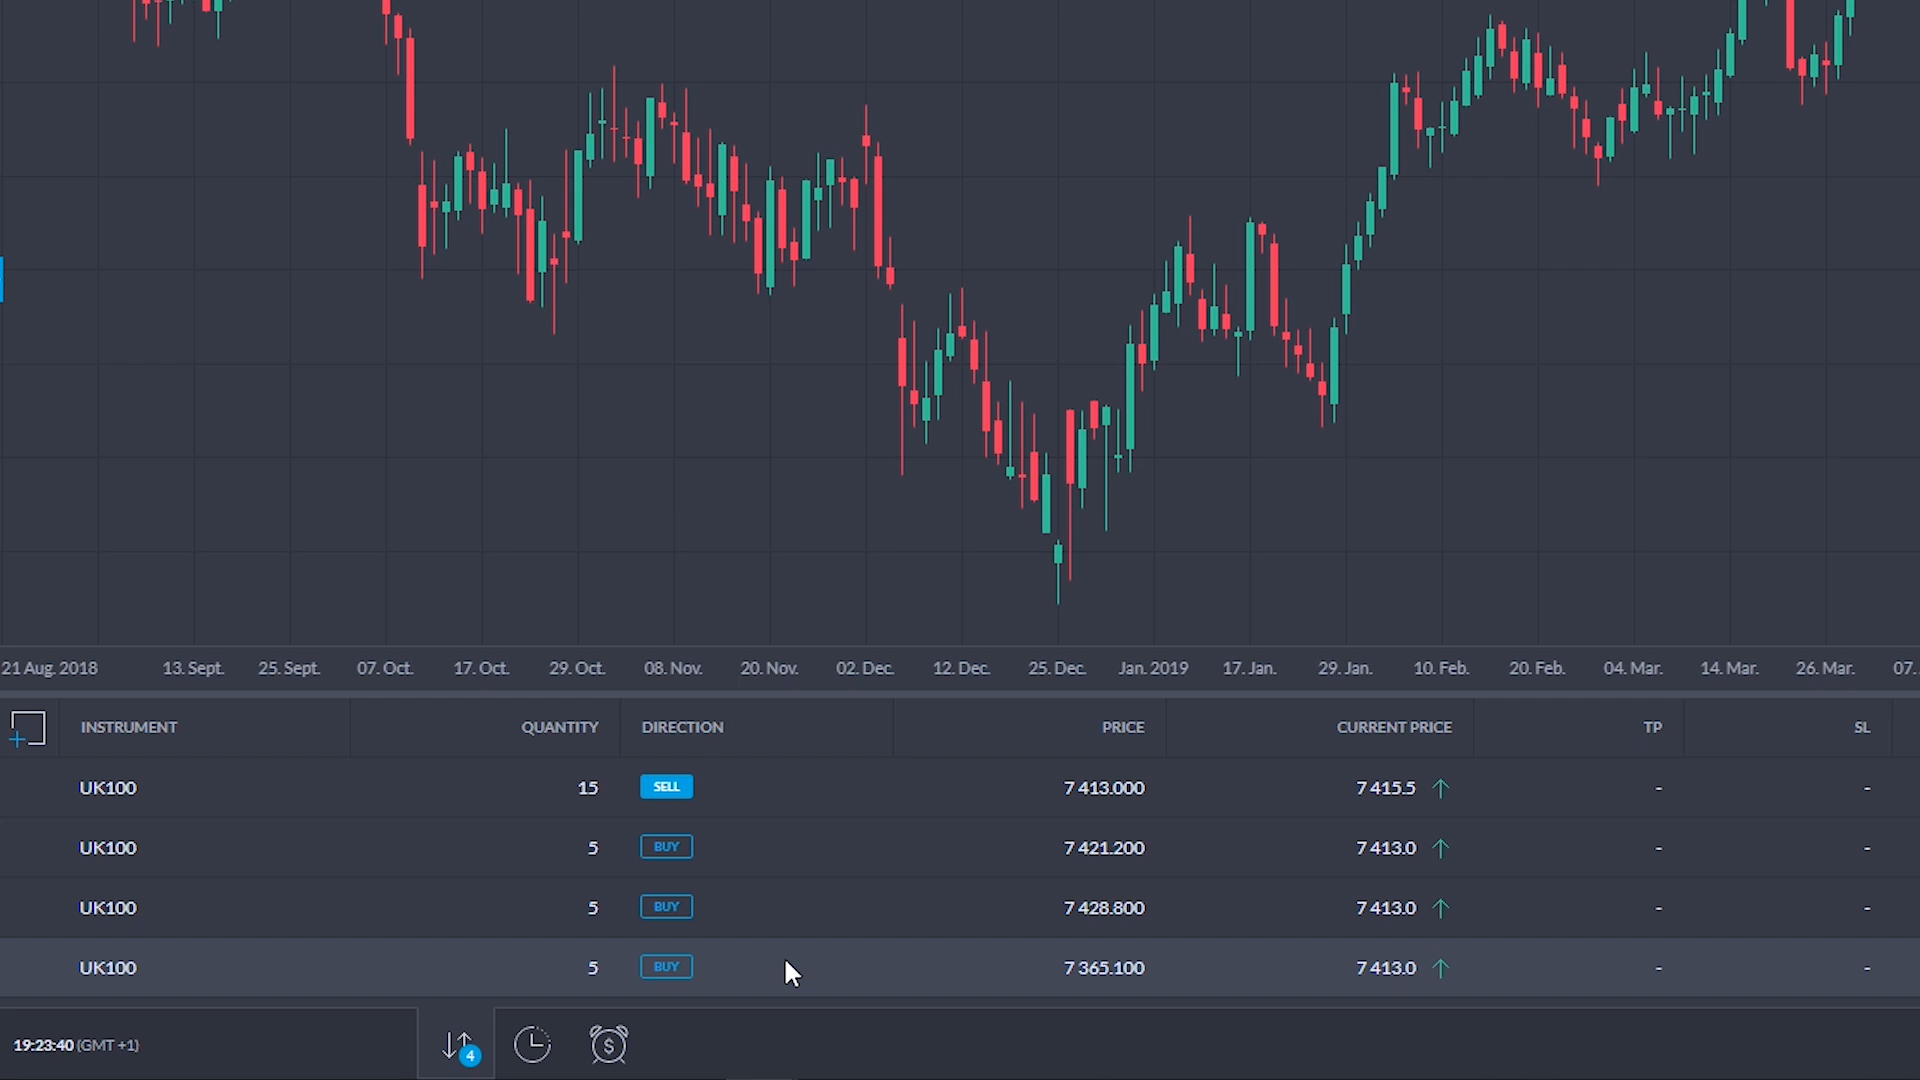 21 Aug. 2018 13. Sept. 25. Sept. 07. Oct. 17. Oct. 29. Oct. 08. Nov. 20. Nov. 02. Dec. 12. Dec. 25. Dec. Jan. 2019 17. Jan. 29. Jan. 10. Feb. 20. Feb. 04. Mar. 14. Mar. 26. Mar. 07.
INSTRUMENT QUANTITY DIRECTION PRICE CURRENT PRICE TP SL
UK100 15 SELL 7 413.000 7 415.5 ↑ - -
UK100 5 BUY 7 421.200 7 413.0 ↑ - -
UK100 5 BUY 7 428.800 7 413.0 ↑ - -
UK100 5 BUY 7 365.100 7 413.0 ↑ - -
19:23:40 (GMT +1) 4 $